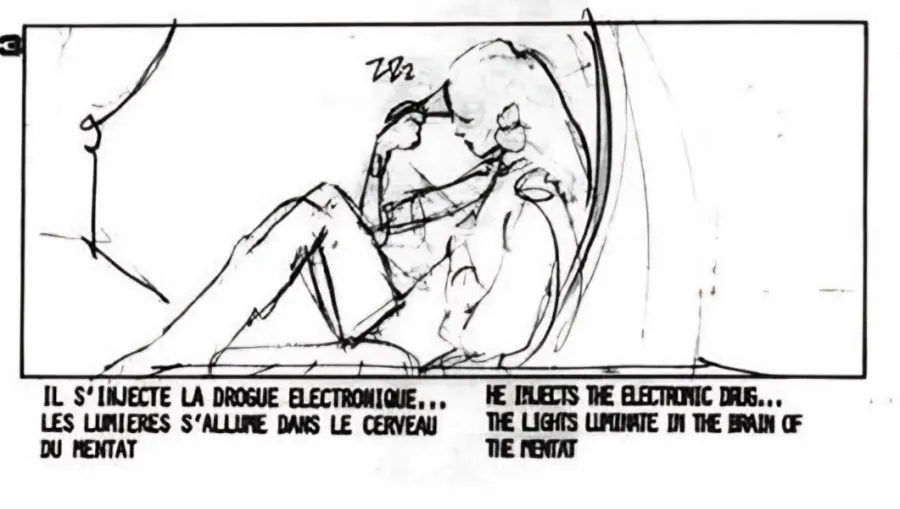 3
ZZZ
IL S'INJECTE LA DROGUE ELECTRONIQUE...
LES LUMIERES S'ALLUME DANS LE CERVEAU
DU MENTAT
HE INJECTS THE ELECTRONIC DRUG...
THE LIGHTS LUMINATE IN THE BRAIN OF
THE MENTAT